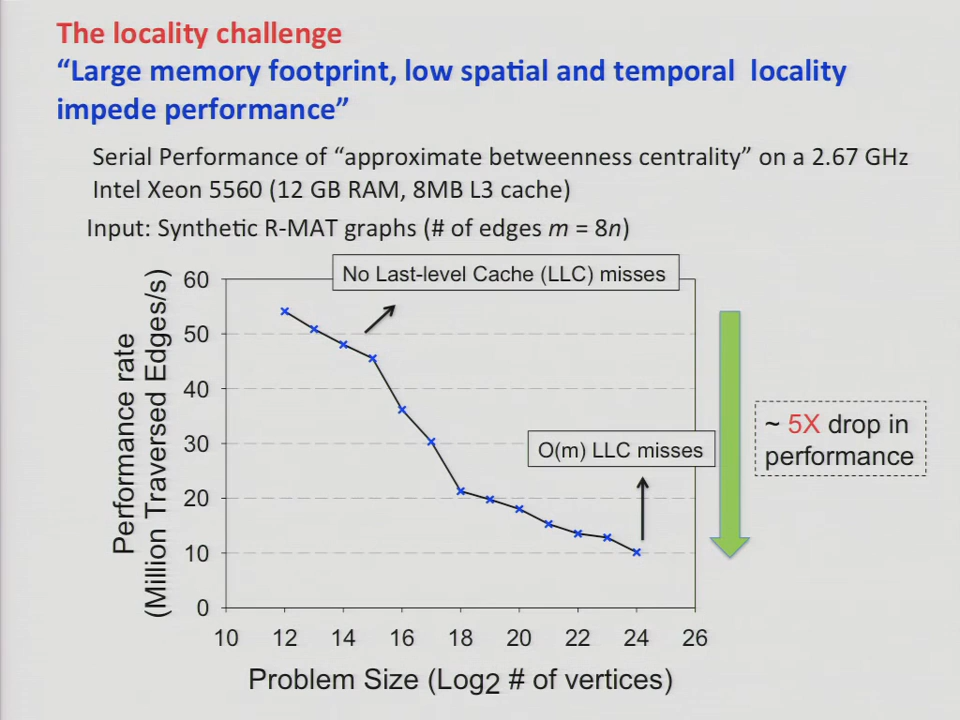 The locality challenge
“Large memory footprint, low spatial and temporal locality
impede performance”
Serial Performance of “approximate betweenness centrality” on a 2.67 GHz
Intel Xeon 5560 (12 GB RAM, 8MB L3 cache)
Input: Synthetic R-MAT graphs (# of edges m = 8n)
No Last-level Cache (LLC) misses
O(m) LLC misses
~ 5X drop in
performance
Performance rate
(Million Traversed Edges/s)
60
50
40
30
20
10
0
10 12 14 16 18 20 22 24 26
Problem Size (Log2 # of vertices)